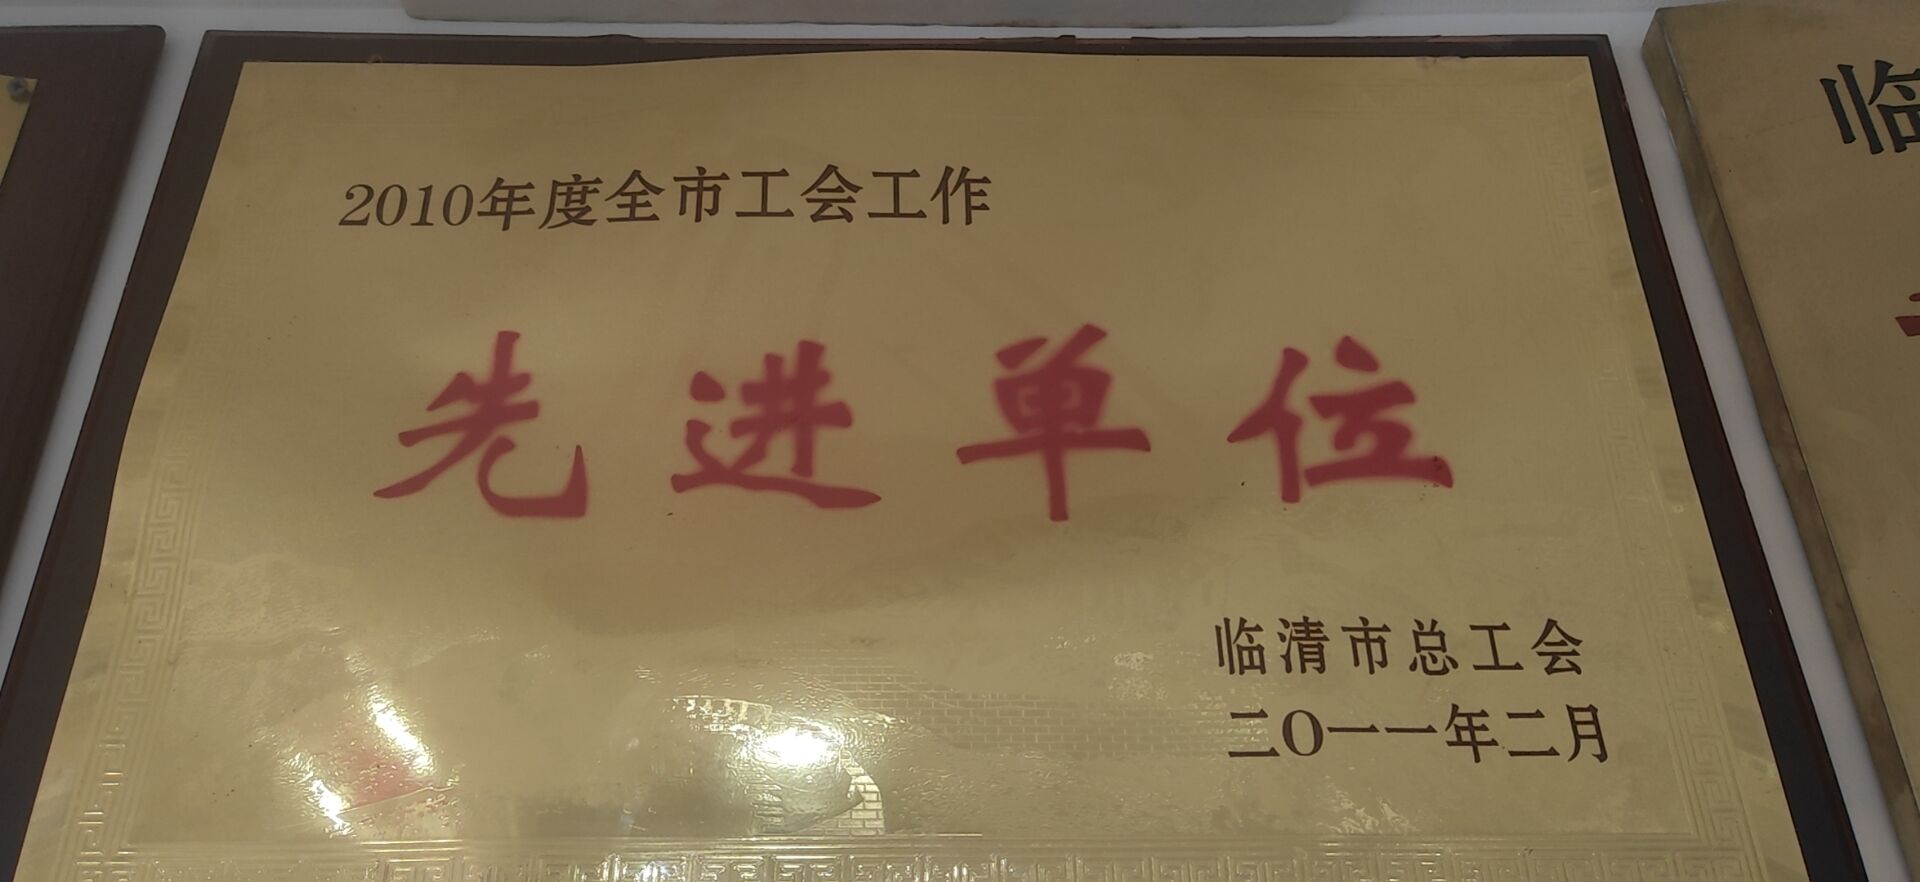 2010年度全市工会工作
先进单位
临清市总工会
二〇一一年二月
临